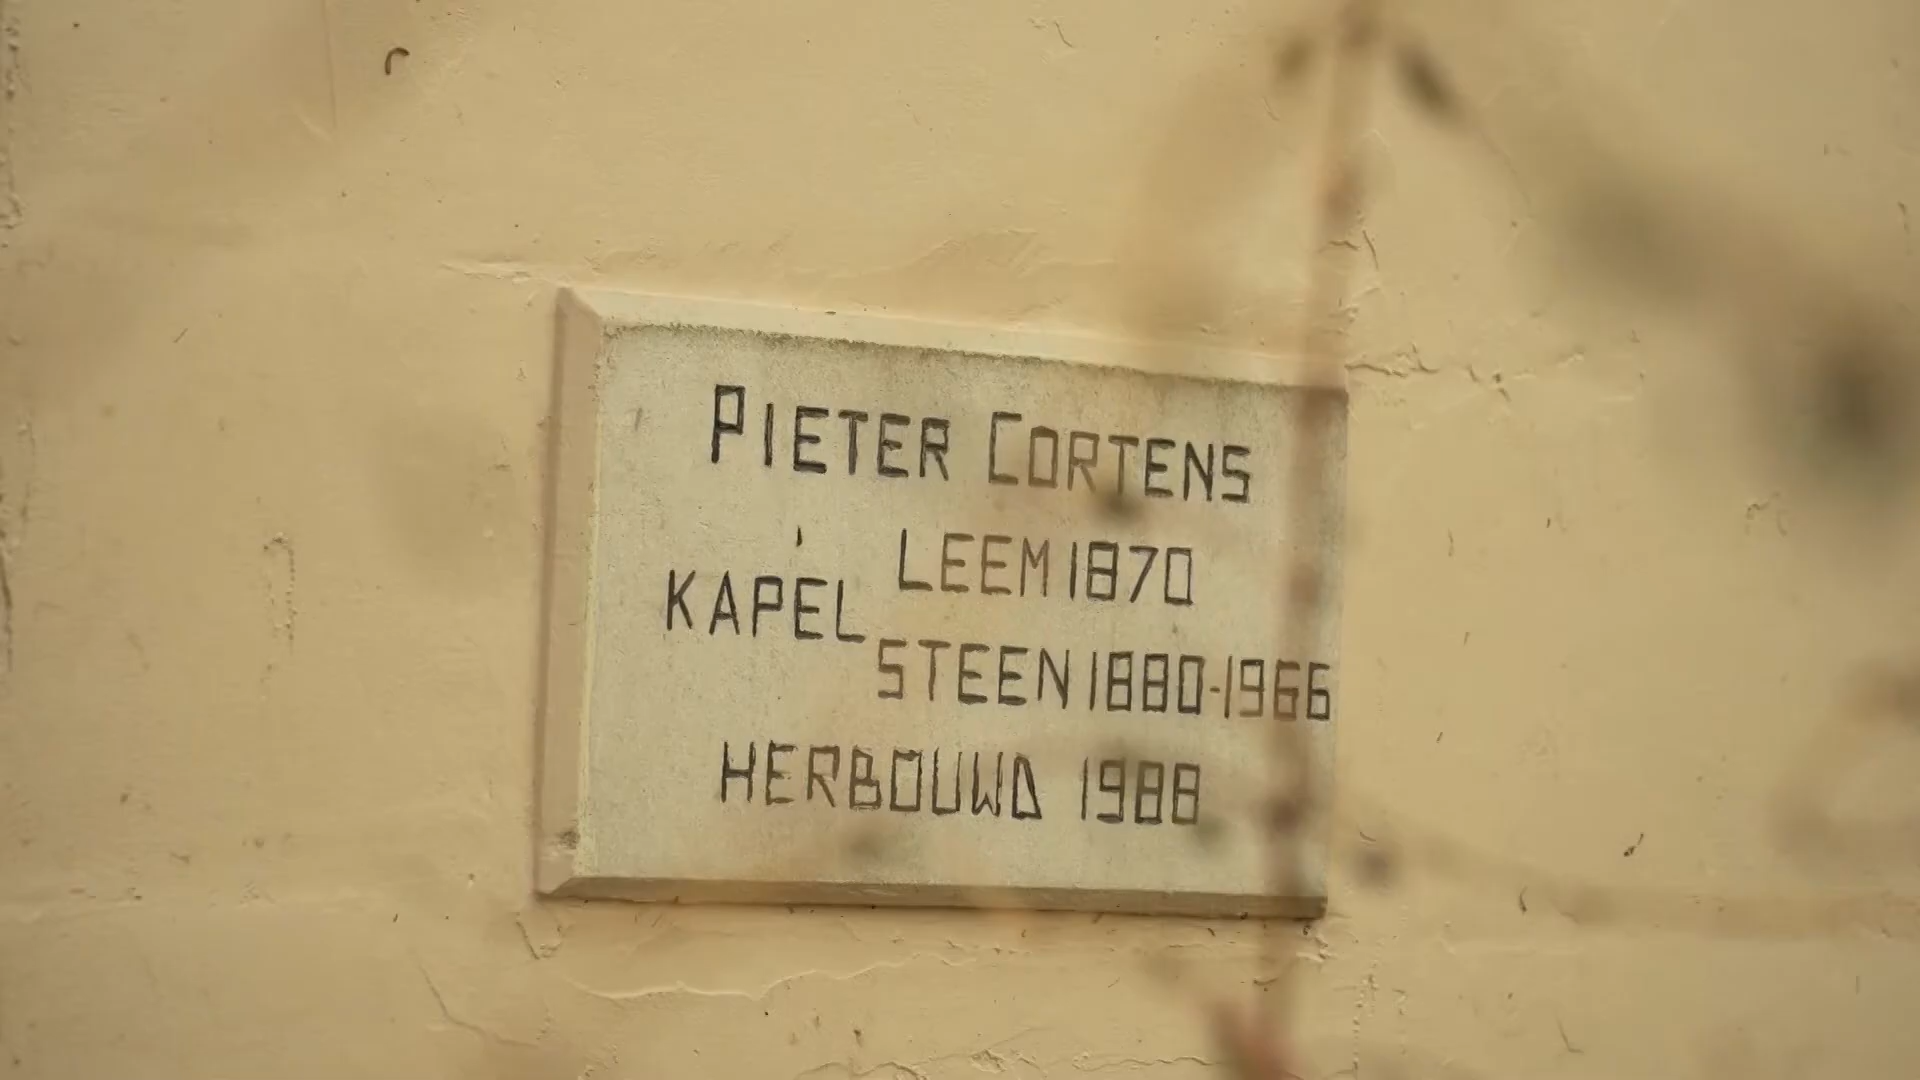 PIETER CORTENS
LEEM 1870
KAPEL
STEEN 1880-1966
HERBOUWD 1988